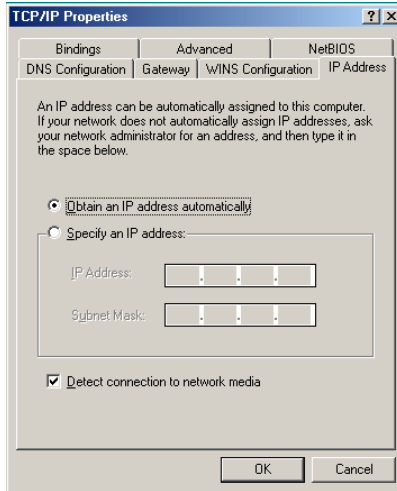 TCP/IP Properties
? x
Bindings Advanced NetBIOS
DNS Configuration Gateway WINS Configuration IP Address
An IP address can be automatically assigned to this computer.
If your network does not automatically assign IP addresses, ask
your network administrator for an address, and then type it in
the space below.
Obtain an IP address automatically
Specify an IP address:
IP Address: . . .
Subnet Mask: . . .
Detect connection to network media
OK Cancel